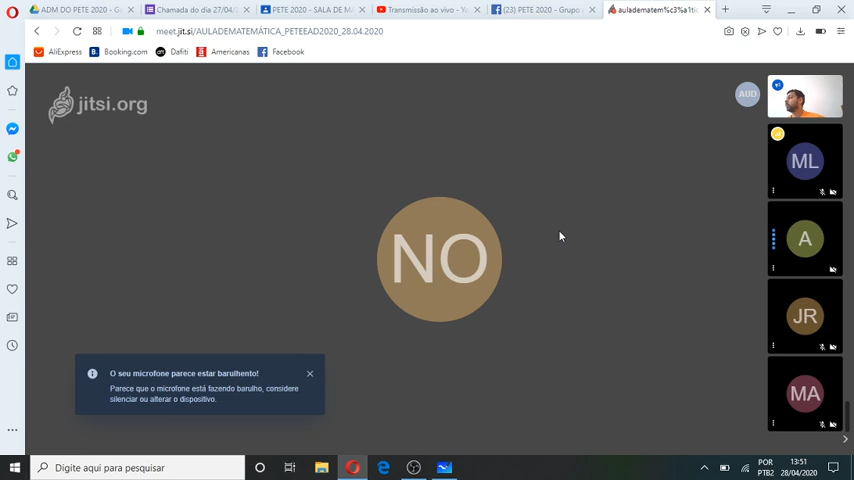 ADM DO PETE 2020 - G
Chamada do dia 27/04/
PETE 2020 - SALA DE MA
Transmissão ao vivo - Yo
(23) PETE 2020 - Grupo
auladematem%c3%a1ti
meet.jit.si/AULADEMATEMÁTICA_PETEEAD2020_28.04.2020
AliExpress
Booking.com
Dafiti
Americanas
Facebook
jitsi.org
AUD
ML
NO
A
JR
O seu microfone parece estar barulhento!
Parece que o microfone está fazendo barulho, considere
silenciar ou alterar o dispositivo.
MA
Digite aqui para pesquisar
POR
PTB2
13:51
28/04/2020